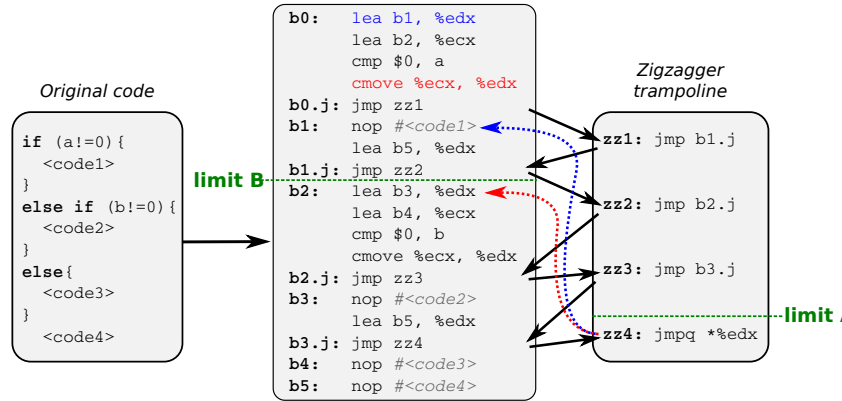 Original code
if (a!=0){
<code1>
}
else if (b!=0){
<code2>
}
else{
<code3>
}
<code4>
b0: lea b1, %edx
lea b2, %ecx
cmp $0, a
cmove %ecx, %edx
b0.j: jmp zz1
b1: nop #<code1>
lea b5, %edx
b1.j: jmp zz2
limit B
b2: lea b3, %edx
lea b4, %ecx
cmp $0, b
cmove %ecx, %edx
b2.j: jmp zz3
b3: nop #<code2>
lea b5, %edx
b3.j: jmp zz4
b4: nop #<code3>
b5: nop #<code4>
Zigzagger
trampoline
zz1: jmp b1.j
zz2: jmp b2.j
zz3: jmp b3.j
limit A
zz4: jmpq *%edx